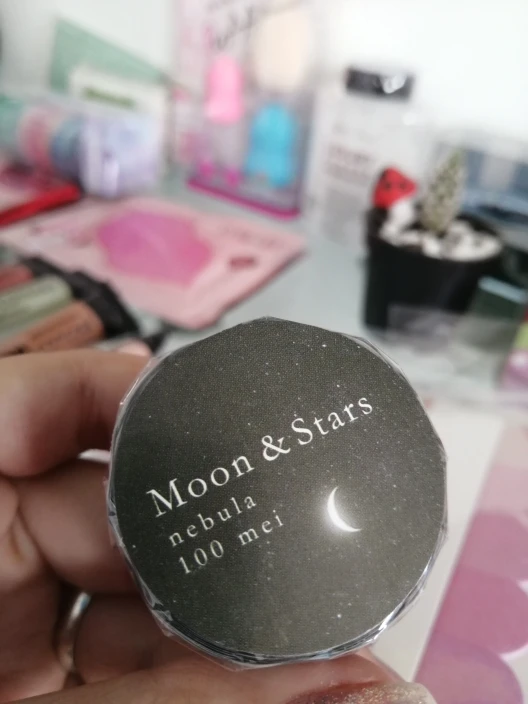 Moon & Stars
nebula
100 mei